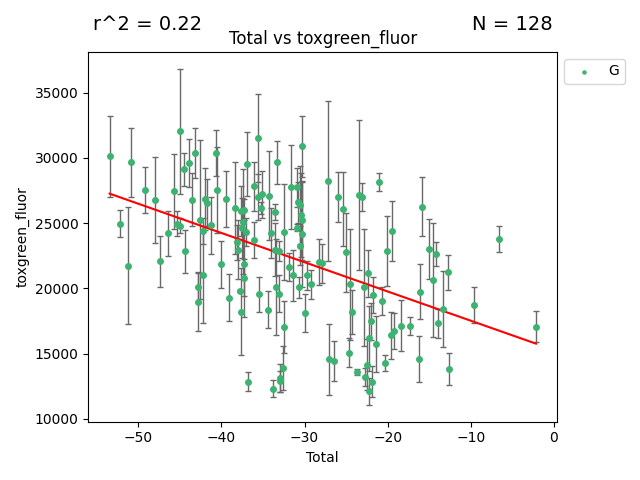 r^2 = 0.22
N = 128
Total vs toxgreen_fluor
G
35000
30000
25000
20000
15000
10000
toxgreen_fluor
−50
−40
−30
−20
−10
0
Total